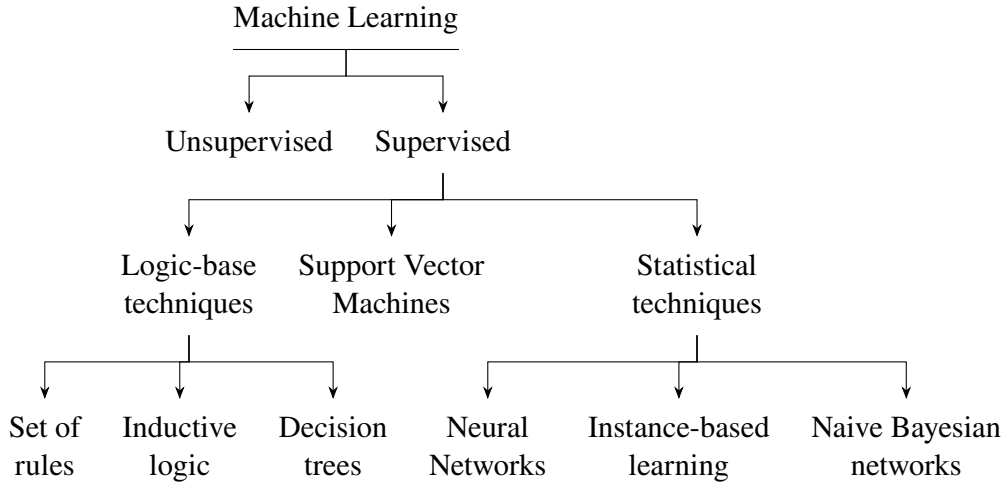 Machine Learning
Unsupervised
Supervised
Logic-base
techniques
Support Vector
Machines
Statistical
techniques
Set of
rules
Inductive
logic
Decision
trees
Neural
Networks
Instance-based
learning
Naive Bayesian
networks